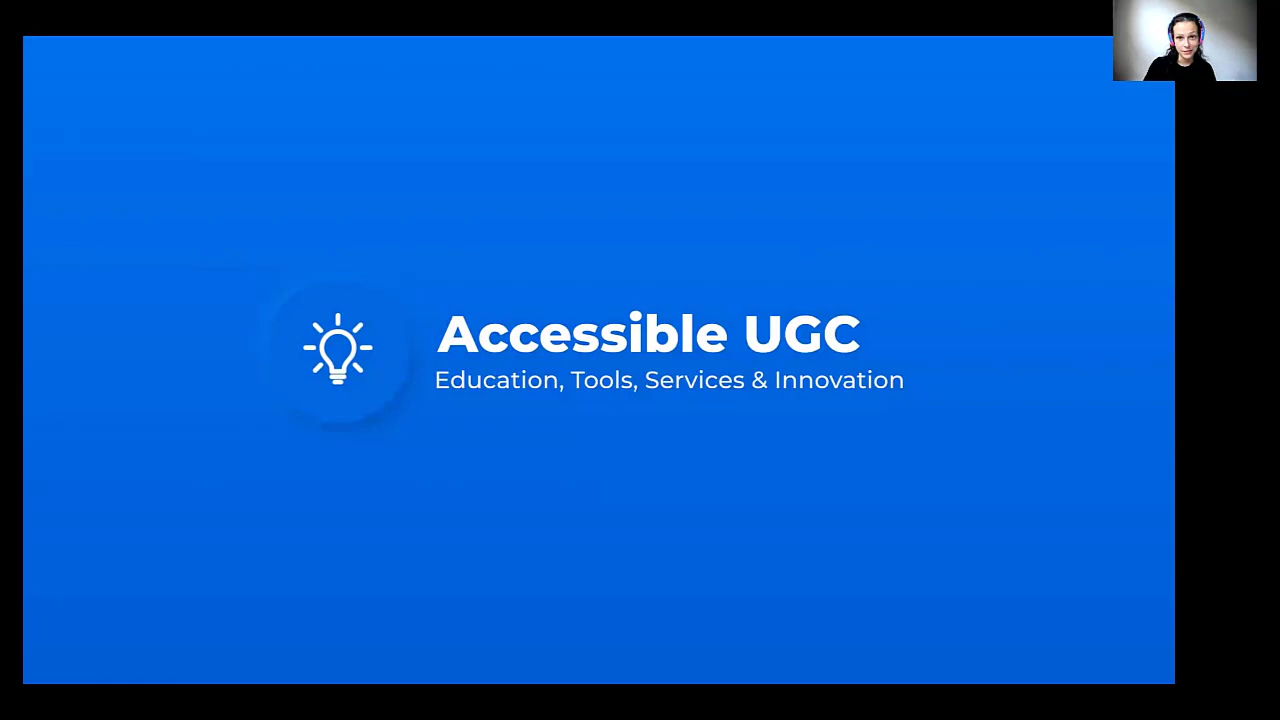 Accessible UGC
Education, Tools, Services & Innovation